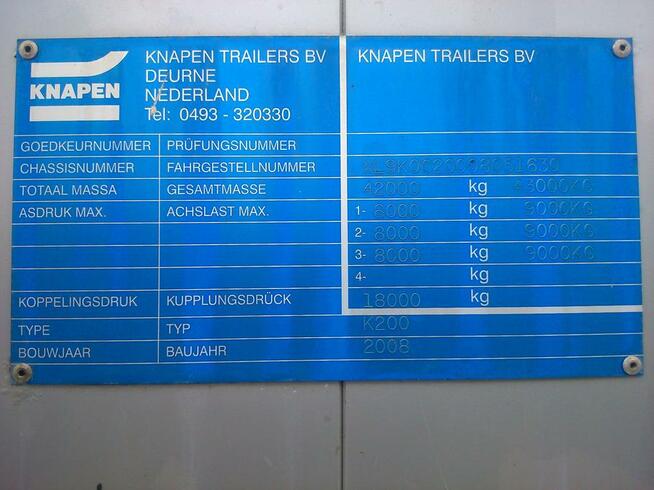 KNAPEN
KNAPEN TRAILERS BV
DEURNE
NEDERLAND
Tel: 0493 - 320330
KNAPEN TRAILERS BV
GOEDKEURNUMMER PRÜFUNGSNUMMER
CHASSISNUMMER FAHRGESTELLNUMMER
TOTAAL MASSA GESAMTMASSE 42000 kg 43000KG
ASDRUK MAX. ACHSLAST MAX. 1- 8000 kg 9000KG
2- 8000 kg 9000KG
3- 8000 kg 9000KG
4- kg
KOPPELINGSDRUK KUPPLUNGSDRÜCK 18000 kg
TYPE TYP K200
BOUWJAAR BAUJAHR 2008